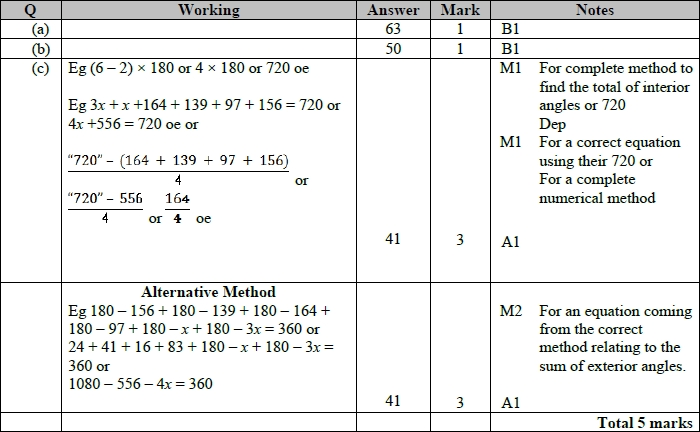 Q Working Answer Mark Notes
(a) 63 1 B1
(b) 50 1 B1
(c) Eg (6 – 2) × 180 or 4 × 180 or 720 oe M1 For complete method to
find the total of interior
Eg 3x + x +164 + 139 + 97 + 156 = 720 or angles or 720
4x +556 = 720 oe or Dep
M1 For a correct equation
"720" – (164 + 139 + 97 + 156) using their 720 or
4 or For a complete
"720" – 556 164 numerical method
4 or 4 oe
41 3 A1
Alternative Method
Eg 180 – 156 + 180 – 139 + 180 – 164 + M2 For an equation coming
180 – 97 + 180 – x + 180 – 3x = 360 or from the correct
24 + 41 + 16 + 83 + 180 – x + 180 – 3x = method relating to the
360 or sum of exterior angles.
1080 – 556 – 4x = 360
41 3 A1
Total 5 marks